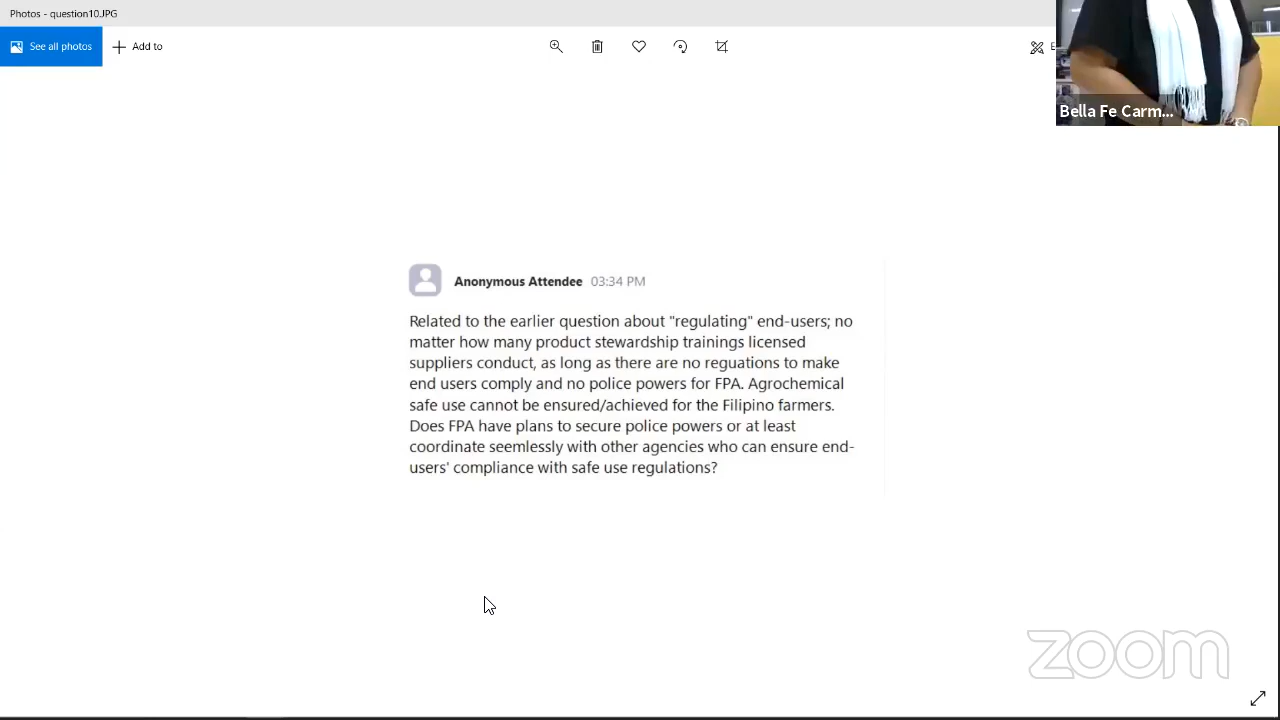 Photos - question10.JPG
See all photos
Add to
Bella Fe Carm...
Anonymous Attendee 03:34 PM
Related to the earlier question about "regulating" end-users; no
matter how many product stewardship trainings licensed
suppliers conduct, as long as there are no reguations to make
end users comply and no police powers for FPA. Agrochemical
safe use cannot be ensured/achieved for the Filipino farmers.
Does FPA have plans to secure police powers or at least
coordinate seemlessly with other agencies who can ensure end-
users' compliance with safe use regulations?
zoom